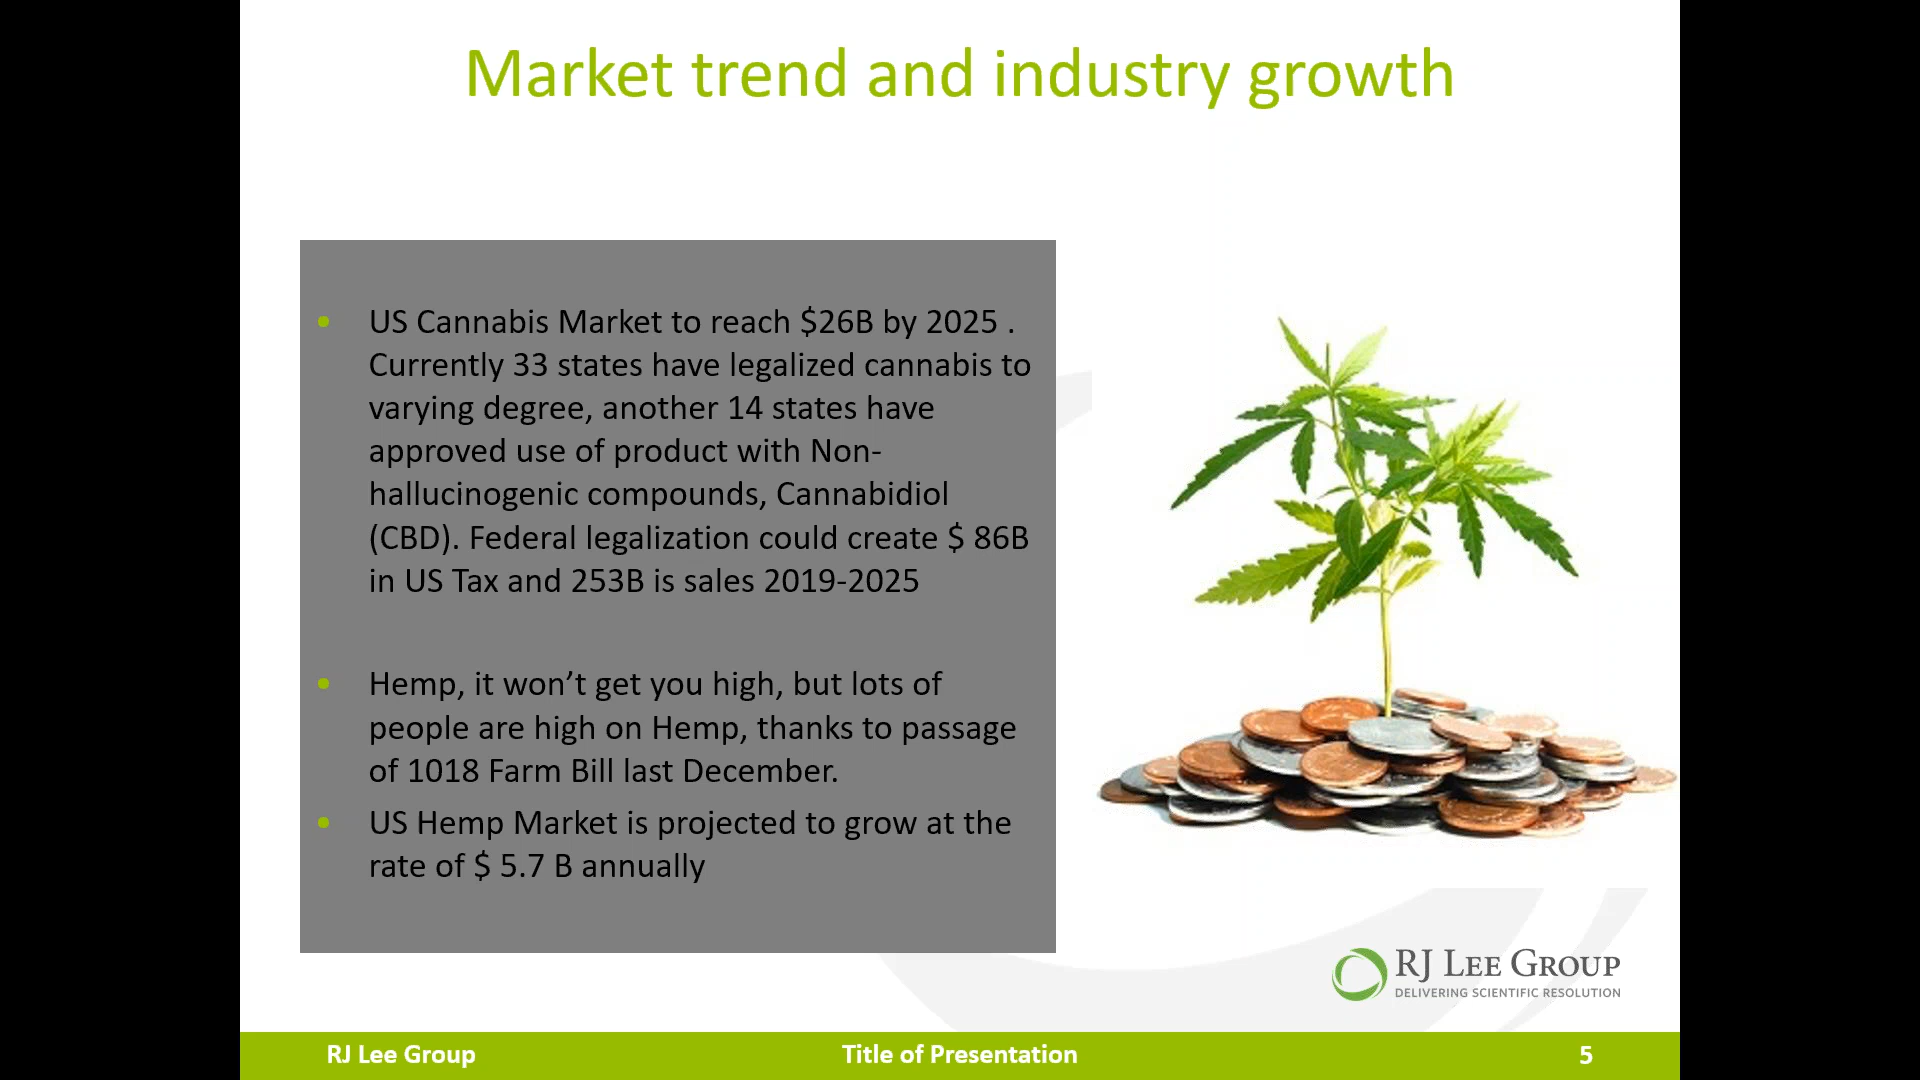 Market trend and industry growth
• US Cannabis Market to reach $26B by 2025 .
Currently 33 states have legalized cannabis to
varying degree, another 14 states have
approved use of product with Non-
hallucinogenic compounds, Cannabidiol
(CBD). Federal legalization could create $ 86B
in US Tax and 253B is sales 2019-2025
• Hemp, it won’t get you high, but lots of
people are high on Hemp, thanks to passage
of 1018 Farm Bill last December.
• US Hemp Market is projected to grow at the
rate of $ 5.7 B annually
RJ LEE GROUP
DELIVERING SCIENTIFIC RESOLUTION
RJ Lee Group
Title of Presentation
5